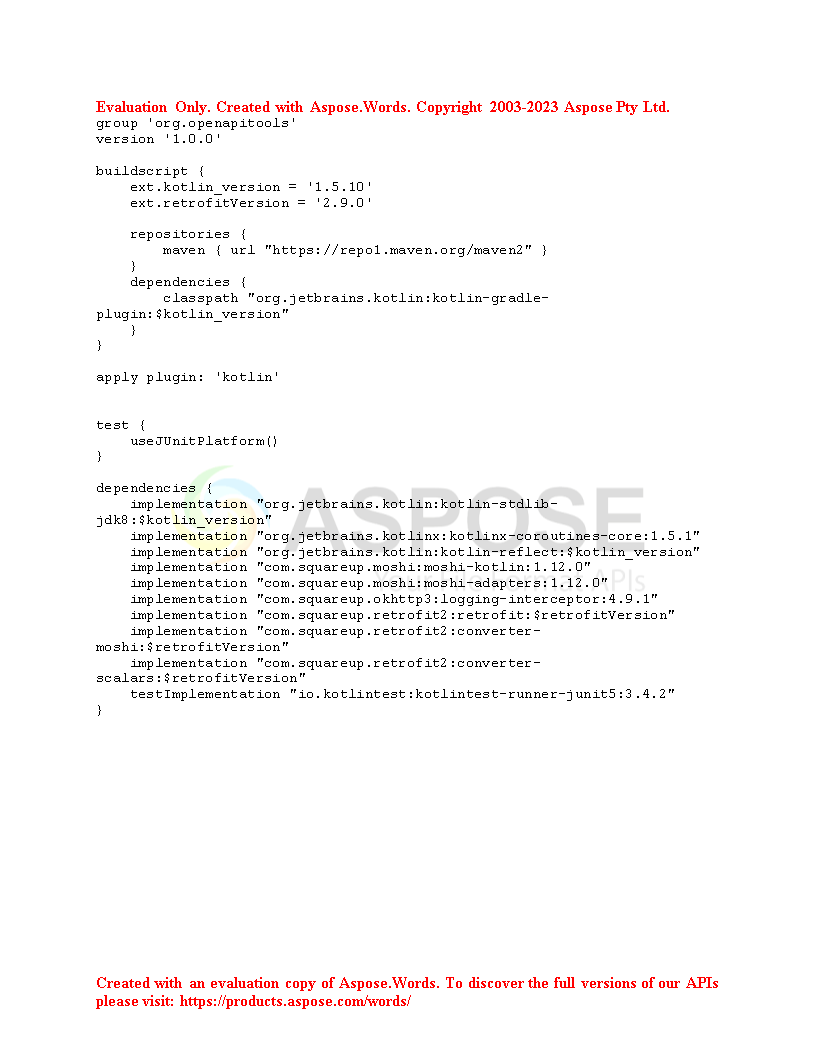 Evaluation Only. Created with Aspose.Words. Copyright 2003-2023 Aspose Pty Ltd.
group 'org.openapitools'
version '1.0.0'

buildscript {
    ext.kotlin_version = '1.5.10'
    ext.retrofitVersion = '2.9.0'

    repositories {
        maven { url "https://repo1.maven.org/maven2" }
    }
    dependencies {
        classpath "org.jetbrains.kotlin:kotlin-gradle-
plugin:$kotlin_version"
    }
}

apply plugin: 'kotlin'


test {
    useJUnitPlatform()
}

dependencies {
    implementation "org.jetbrains.kotlin:kotlin-stdlib-
jdk8:$kotlin_version"
    implementation "org.jetbrains.kotlinx:kotlinx-coroutines-core:1.5.1"
    implementation "org.jetbrains.kotlin:kotlin-reflect:$kotlin_version"
    implementation "com.squareup.moshi:moshi-kotlin:1.12.0"
    implementation "com.squareup.moshi:moshi-adapters:1.12.0"
    implementation "com.squareup.okhttp3:logging-interceptor:4.9.1"
    implementation "com.squareup.retrofit2:retrofit:$retrofitVersion"
    implementation "com.squareup.retrofit2:converter-
moshi:$retrofitVersion"
    implementation "com.squareup.retrofit2:converter-
scalars:$retrofitVersion"
    testImplementation "io.kotlintest:kotlintest-runner-junit5:3.4.2"
}
ASPOSE
APIs
Created with an evaluation copy of Aspose.Words. To discover the full versions of our APIs
please visit: https://products.aspose.com/words/